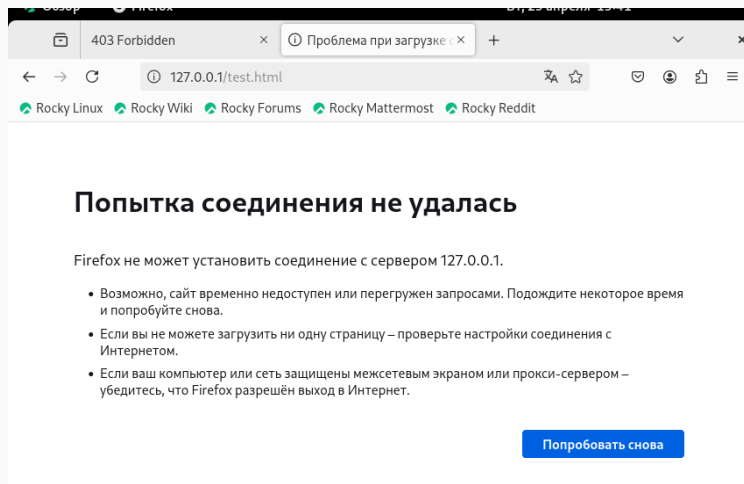 403 Forbidden
Проблема при загрузке с
127.0.0.1/test.html
Rocky Linux Rocky Wiki Rocky Forums Rocky Mattermost Rocky Reddit
Попытка соединения не удалась
Firefox не может установить соединение с сервером 127.0.0.1.
• Возможно, сайт временно недоступен или перегружен запросами. Подождите некоторое время
и попробуйте снова.
• Если вы не можете загрузить ни одну страницу – проверьте настройки соединения с
Интернетом.
• Если ваш компьютер или сеть защищены межсетевым экраном или прокси-сервером –
убедитесь, что Firefox разрешён выход в Интернет.
Попробовать снова